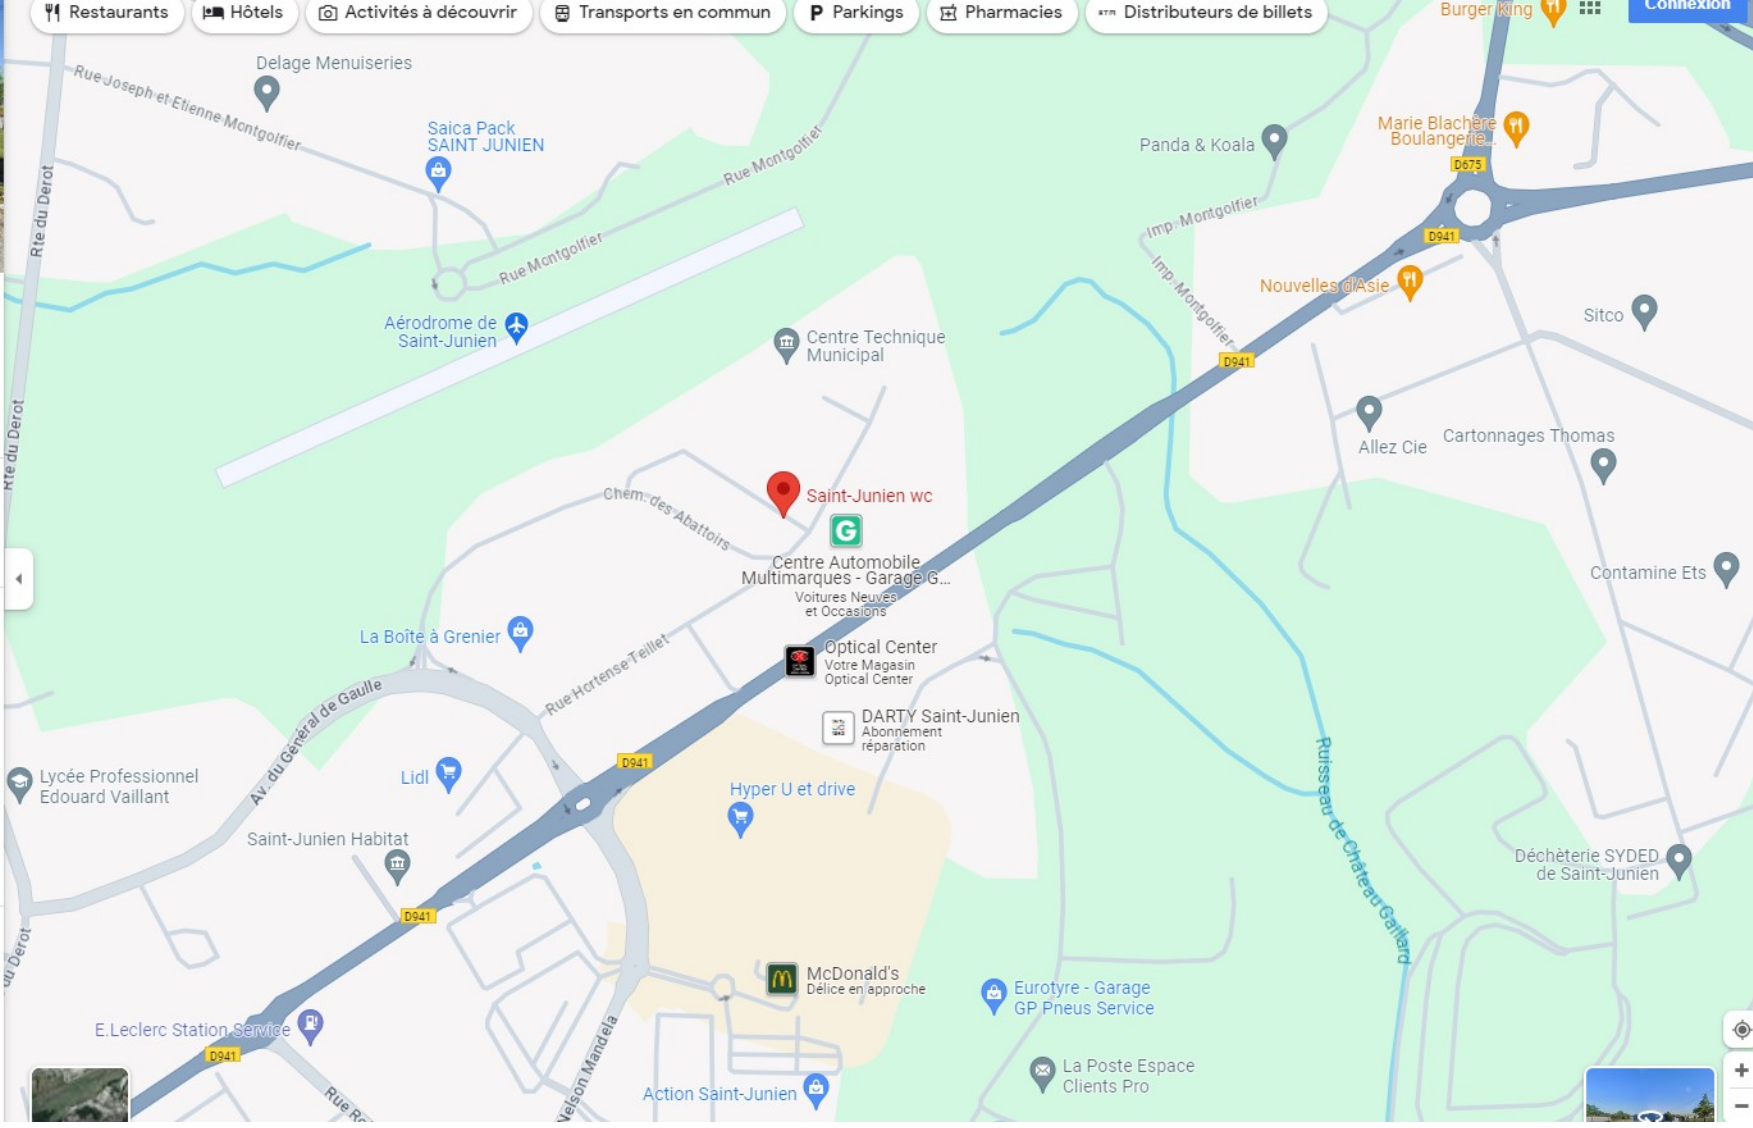 Restaurants
Hôtels
Activités à découvrir
Transports en commun
P Parkings
Pharmacies
ATM Distributeurs de billets
Burger King
Connexion
Delage Menuiseries
Rue Joseph et Etienne Montgolfier
Saica Pack
SAINT JUNIEN
Rue Montgolfier
Panda & Koala
Marie Blachère
Boulangerie...
D675
Rte du Derot
Imp. Montgolfier
D941
Rue Montgolfier
Imp. Montgolfier
Nouvelles d'Asie
Sitco
Aérodrome de
Saint-Junien
Centre Technique
Municipal
D941
Rte du Derot
Allez Cie
Cartonnages Thomas
Chem. des Abattoirs
Saint-Junien wc
G
Centre Automobile
Multimarques - Garage G...
Voitures Neuves
et Occasions
Contamine Ets
La Boîte à Grenier
Rue Hortense Teillet
Optical Center
Votre Magasin
Optical Center
Av. du Général de Gaulle
DARTY Saint-Junien
Abonnement
réparation
D941
Lycée Professionnel
Edouard Vaillant
Lidl
Hyper U et drive
Ruisseau de Château Gaillard
Saint-Junien Habitat
Déchèterie SYDED
de Saint-Junien
D941
du Derot
McDonald's
Délice en approche
Eurotyre - Garage
GP Pneus Service
E.Leclerc Station Service
D941
Nelson Mandela
La Poste Espace
Clients Pro
Action Saint-Junien
Rue